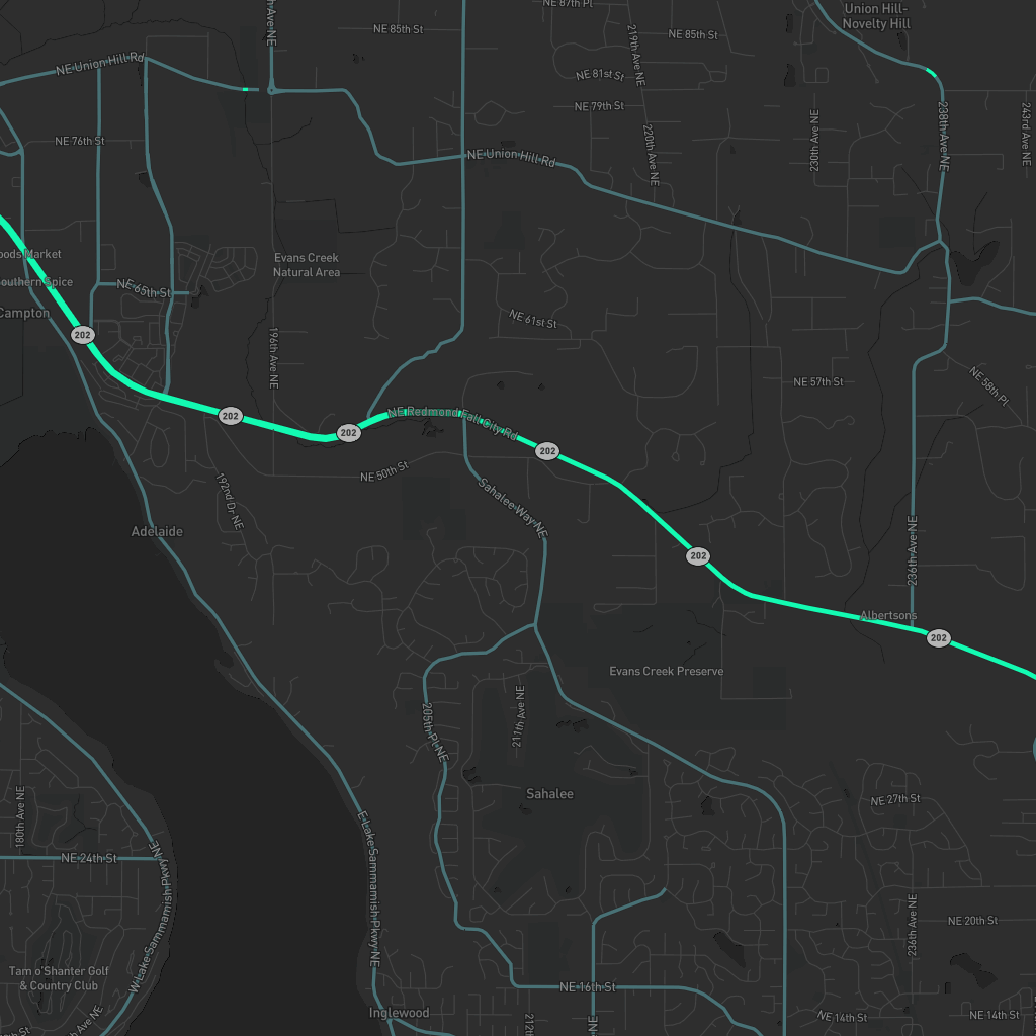 NE 87th Pl
Union Hill-
Novelty Hill
NE 85th St
NE 85th St
219th Ave NE
NE Union Hill Rd
NE 81st St
NE 79th St
238th Ave NE
243rd Ave NE
230th Ave NE
220th Ave NE
NE 76th St
NE Union Hill Rd
Evans Creek
Natural Area
NE 65th St
Campton
202
NE 61st St
196th Ave NE
NE 57th St
NE 58th Pl
202
NE Redmond Fall City Rd
202
202
NE 50th St
192nd Dr NE
Sahalee Way NE
Adelaide
202
236th Ave NE
Albertsons
202
Evans Creek Preserve
211th Ave NE
205th Pl NE
Sahalee
180th Ave NE
NE 27th St
NE 24th St
E Lake Sammamish Pkwy NE
W Lake Sammamish Pkwy NE
236th Ave NE
NE 20th St
Tam o'Shanter Golf
& Country Club
NE 16th St
Inglewood
NE 14th St
NE 14th St